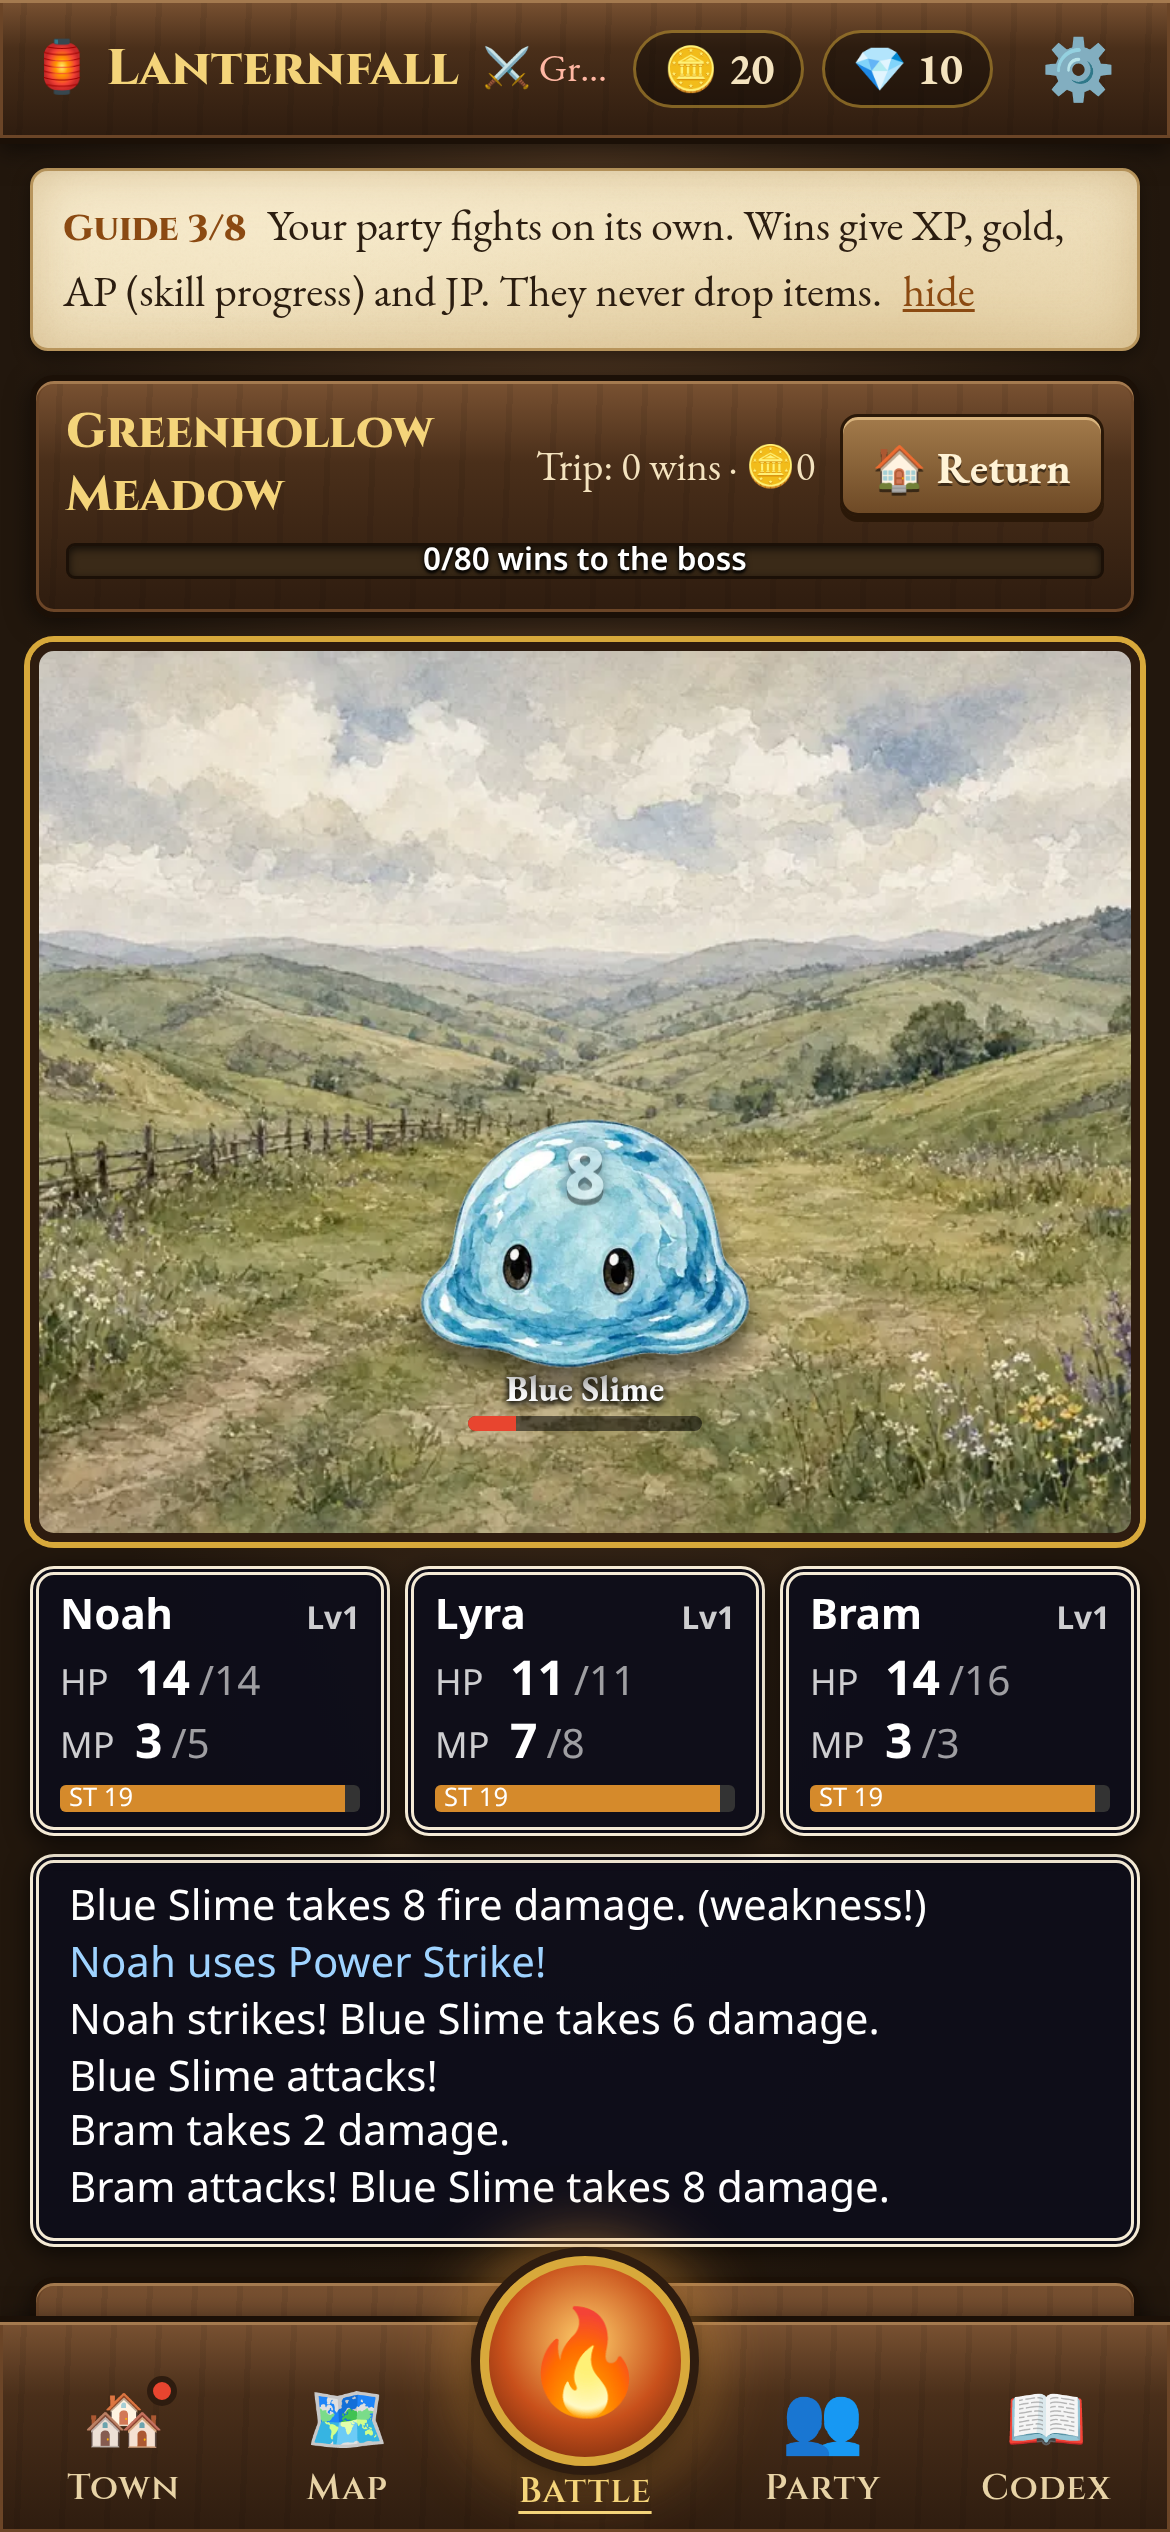 LANTERNFALL Gr... 20 10
GUIDE 3/8 Your party fights on its own. Wins give XP, gold,
AP (skill progress) and JP. They never drop items. hide
GREENHOLLOW
MEADOW
Trip: 0 wins · 0
Return
0/80 wins to the boss
8
Blue Slime
Noah Lv1
HP 14 /14
MP 3 /5
ST 19
Lyra Lv1
HP 11 /11
MP 7 /8
ST 19
Bram Lv1
HP 14 /16
MP 3 /3
ST 19
Blue Slime takes 8 fire damage. (weakness!)
Noah uses Power Strike!
Noah strikes! Blue Slime takes 6 damage.
Blue Slime attacks!
Bram takes 2 damage.
Bram attacks! Blue Slime takes 8 damage.
TOWN MAP BATTLE PARTY CODEX